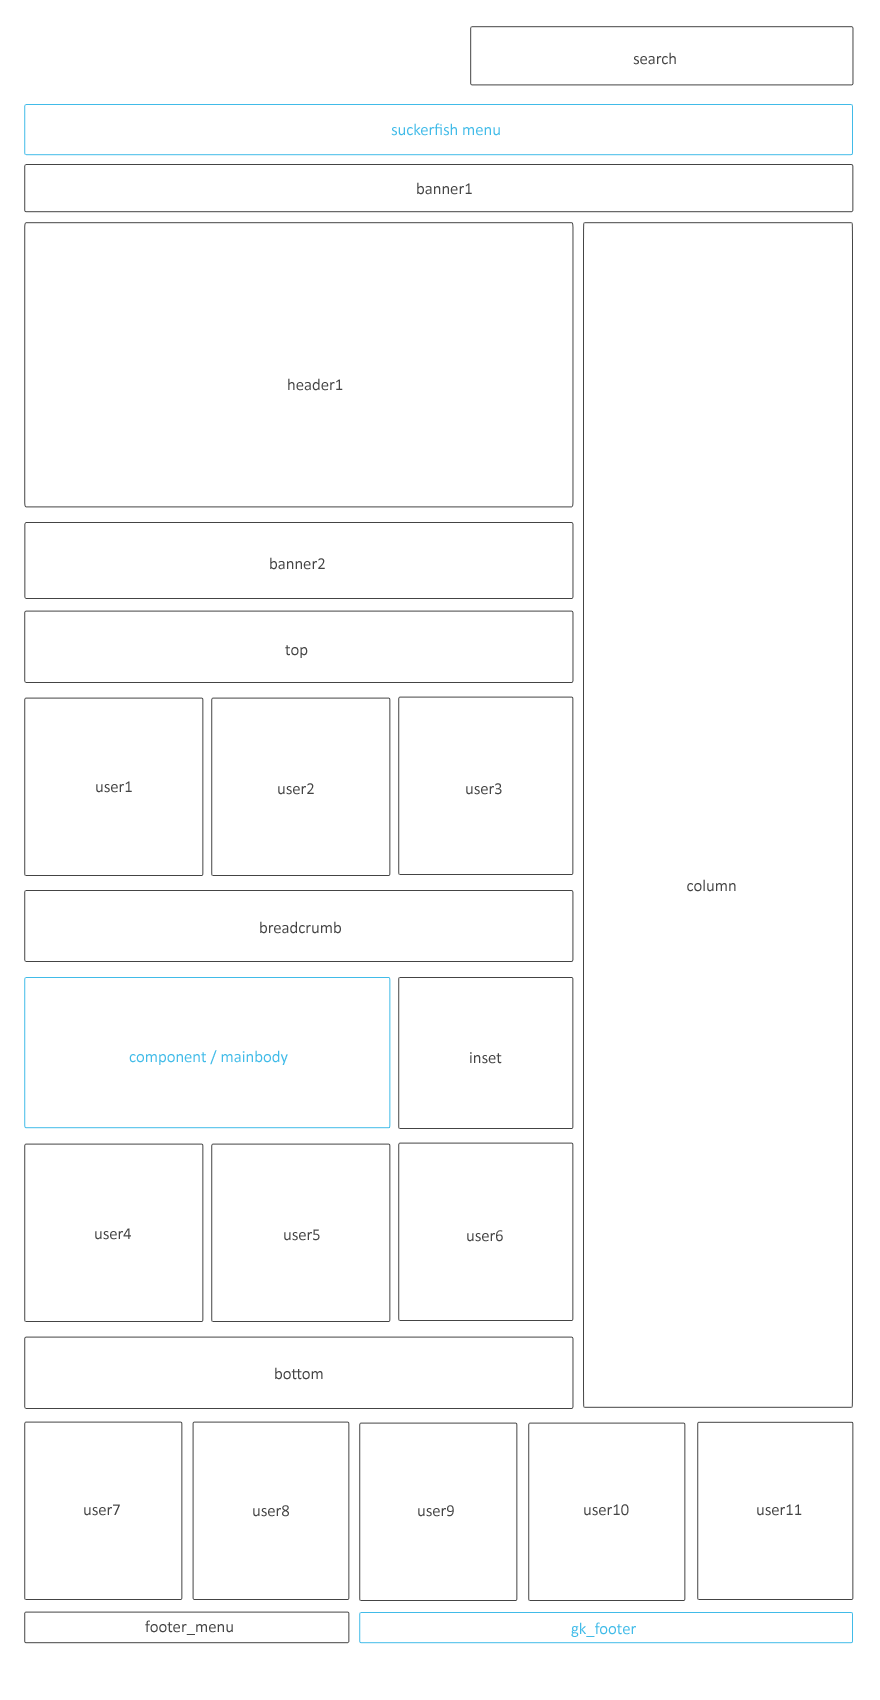 search
suckerfish menu
banner1
header1
banner2
top
user1
user2
user3
column
breadcrumb
component / mainbody
inset
user4
user5
user6
bottom
user7
user8
user9
user10
user11
footer_menu
gk_footer